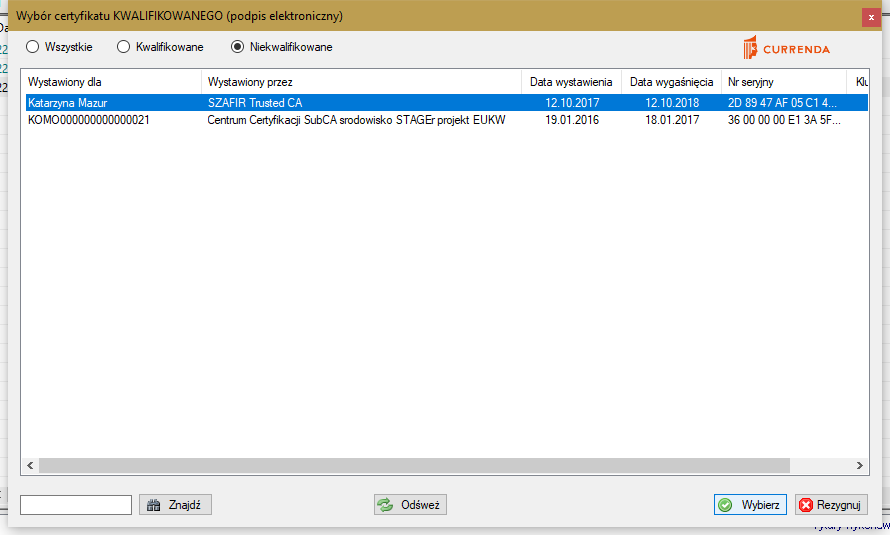 Wybór certyfikatu KWALIFIKOWANEGO (podpis elektroniczny)
Wszystkie Kwalifikowane Niekwalifikowane CURRENDA
Wystawiony dla Wystawiony przez Data wystawienia Data wygaśnięcia Nr seryjny Klu
Katarzyna Mazur SZAFIR Trusted CA 12.10.2017 12.10.2018 2D 89 47 AF 05 C1 4...
KOMO000000000000021 Centrum Certyfikacji SubCA srodowisko STAGEr projekt EUKW 19.01.2016 18.01.2017 36 00 00 00 E1 3A 5F...
Znajdź Odśwież Wybierz Rezygnuj